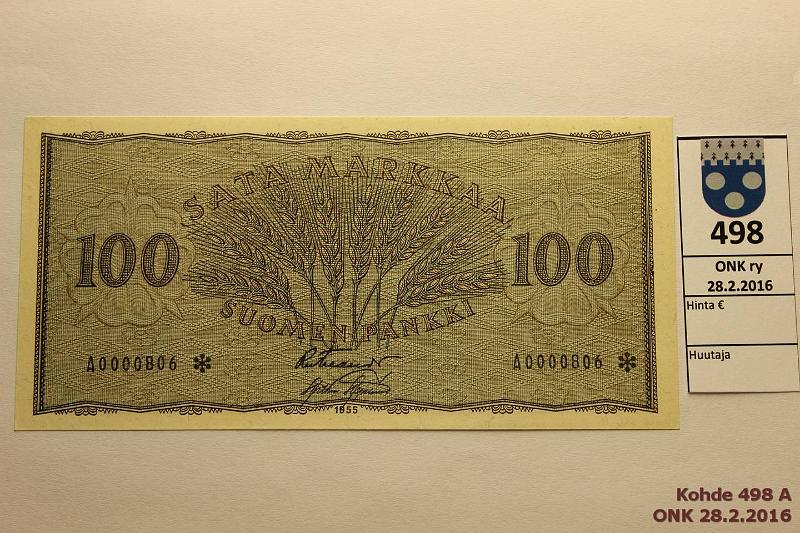 SATA MARKKAA
100 100
SUOMEN PANKKI
A0000806 * A0000806 *
1955
498
ONK ry
28.2.2016
Hinta €
Huutaja
Kohde 498 A
ONK 28.2.2016